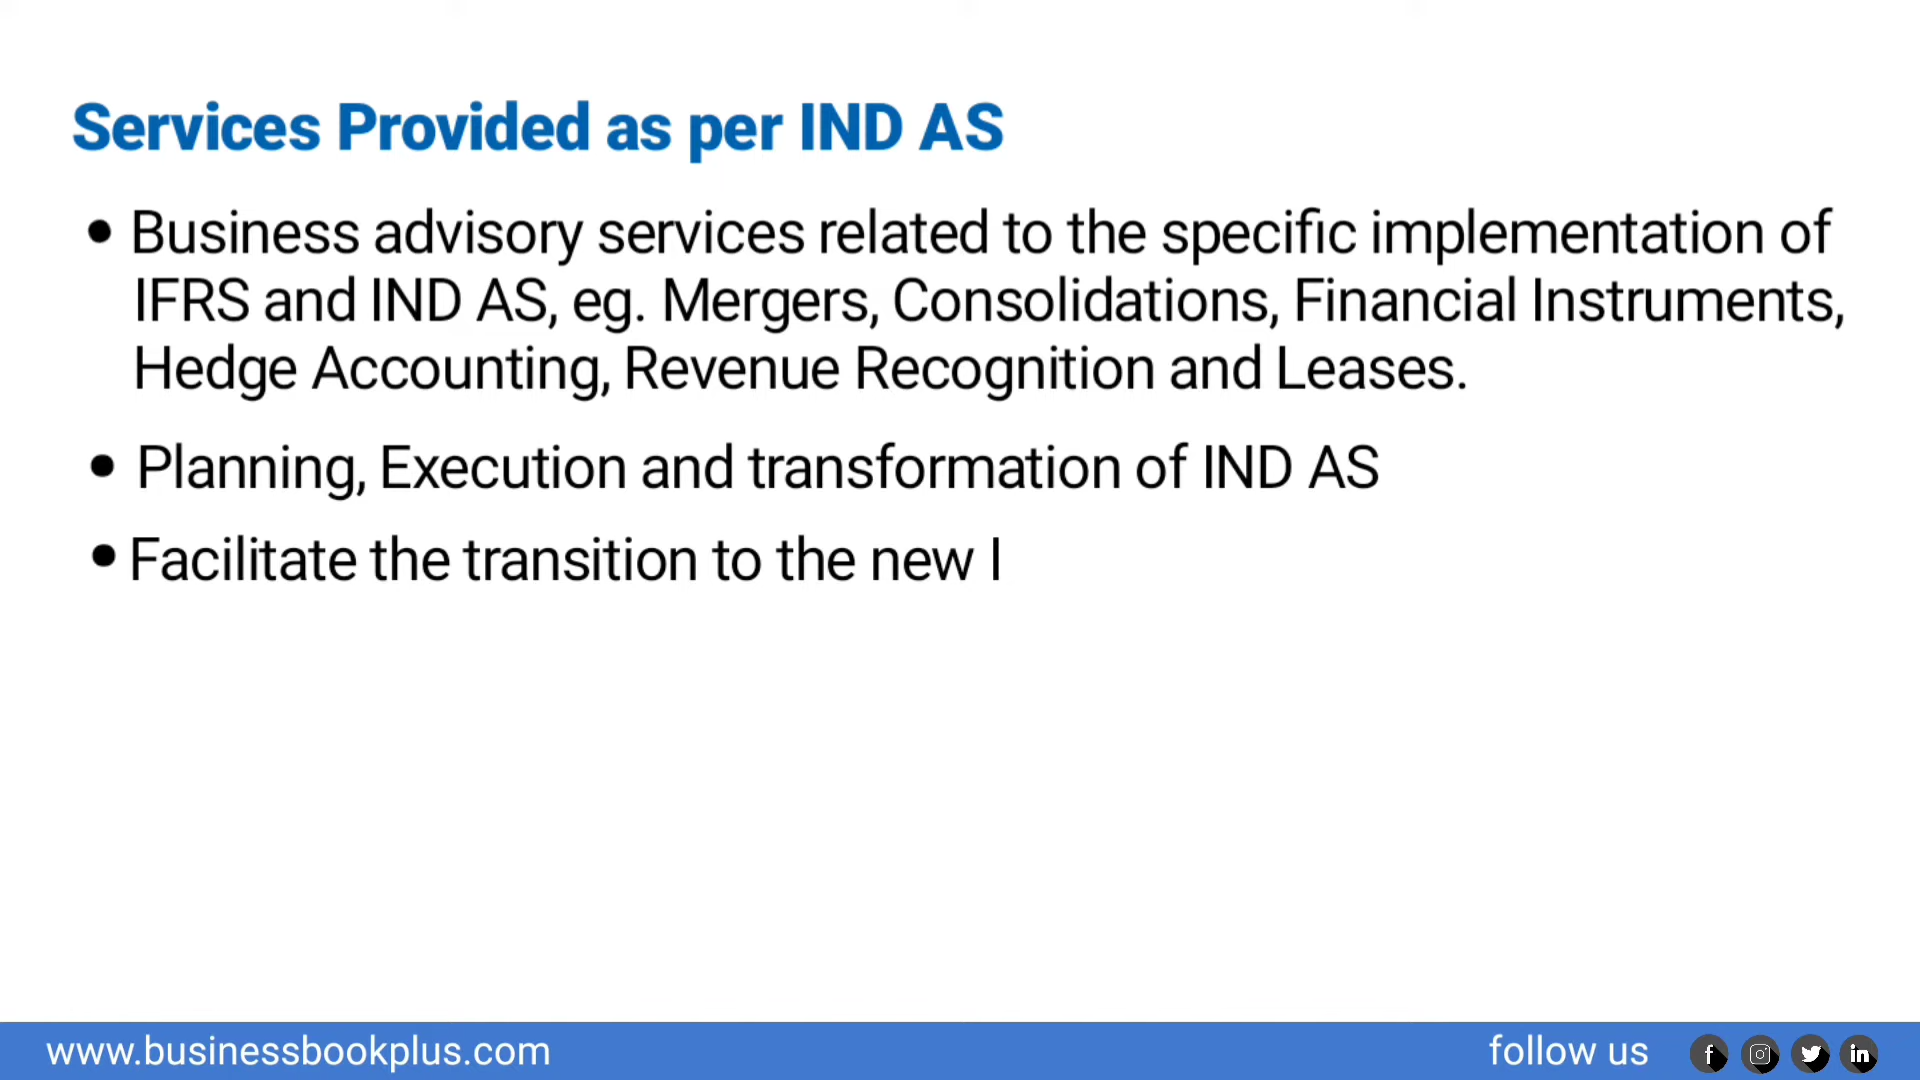 Services Provided as per IND AS
• Business advisory services related to the specific implementation of
IFRS and IND AS, eg. Mergers, Consolidations, Financial Instruments,
Hedge Accounting, Revenue Recognition and Leases.
• Planning, Execution and transformation of IND AS
• Facilitate the transition to the new I
www.businessbookplus.com
follow us